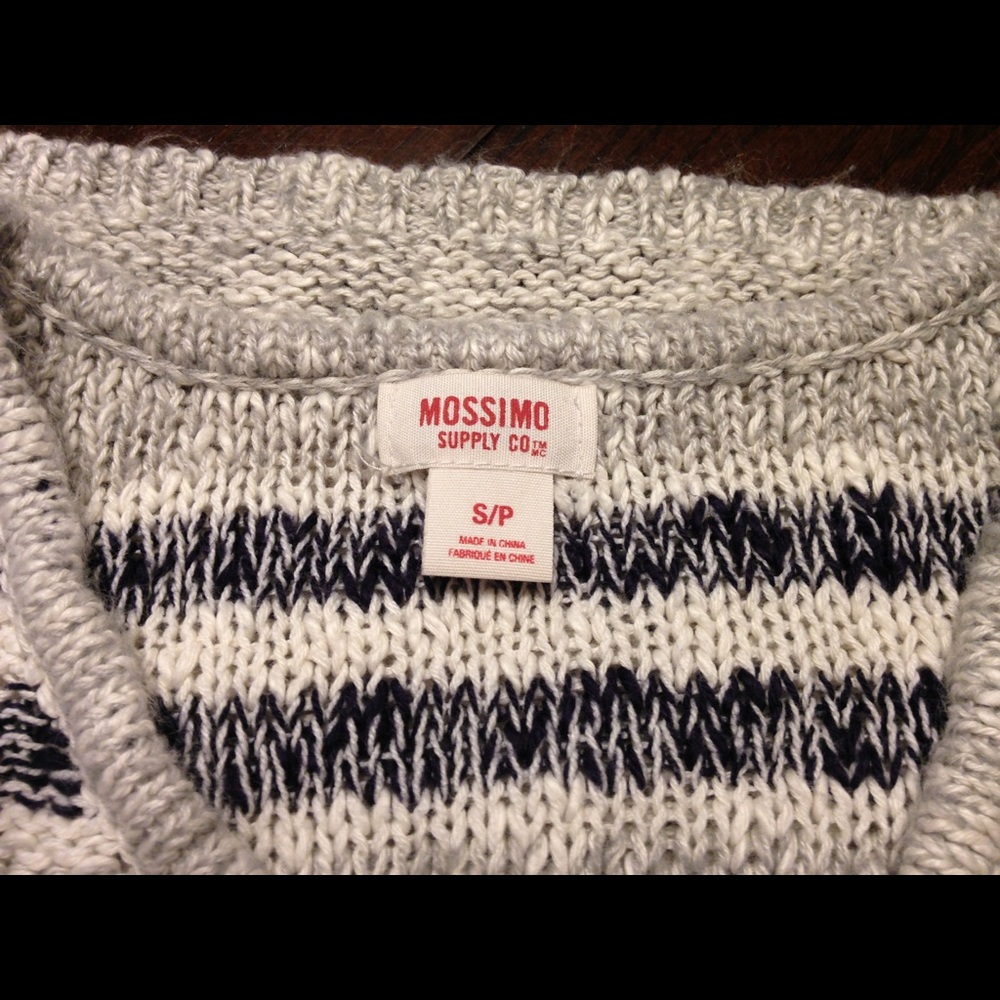 MOSSIMO
SUPPLY CO™
MC
S/P
MADE IN CHINA
FABRIQUÉ EN CHINE